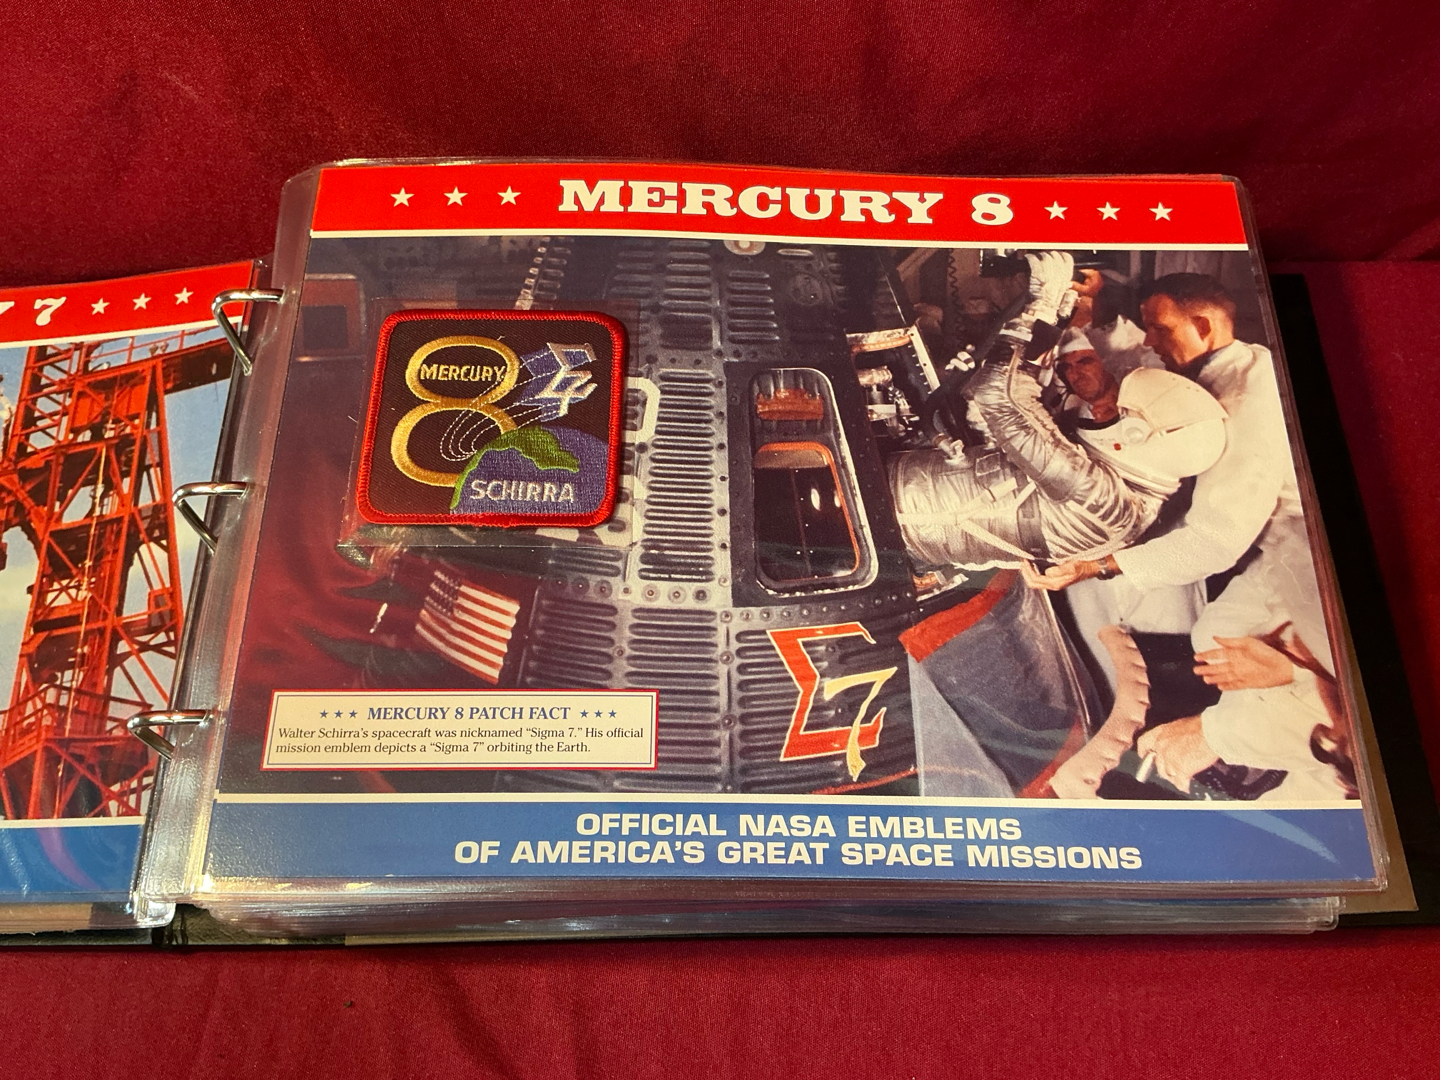 7
★ ★ ★ MERCURY 8 ★ ★ ★
MERCURY
8
Σ7
SCHIRRA
Σ7
★ ★ ★ MERCURY 8 PATCH FACT ★ ★ ★
Walter Schirra's spacecraft was nicknamed “Sigma 7.” His official
mission emblem depicts a “Sigma 7” orbiting the Earth.
OFFICIAL NASA EMBLEMS
OF AMERICA'S GREAT SPACE MISSIONS